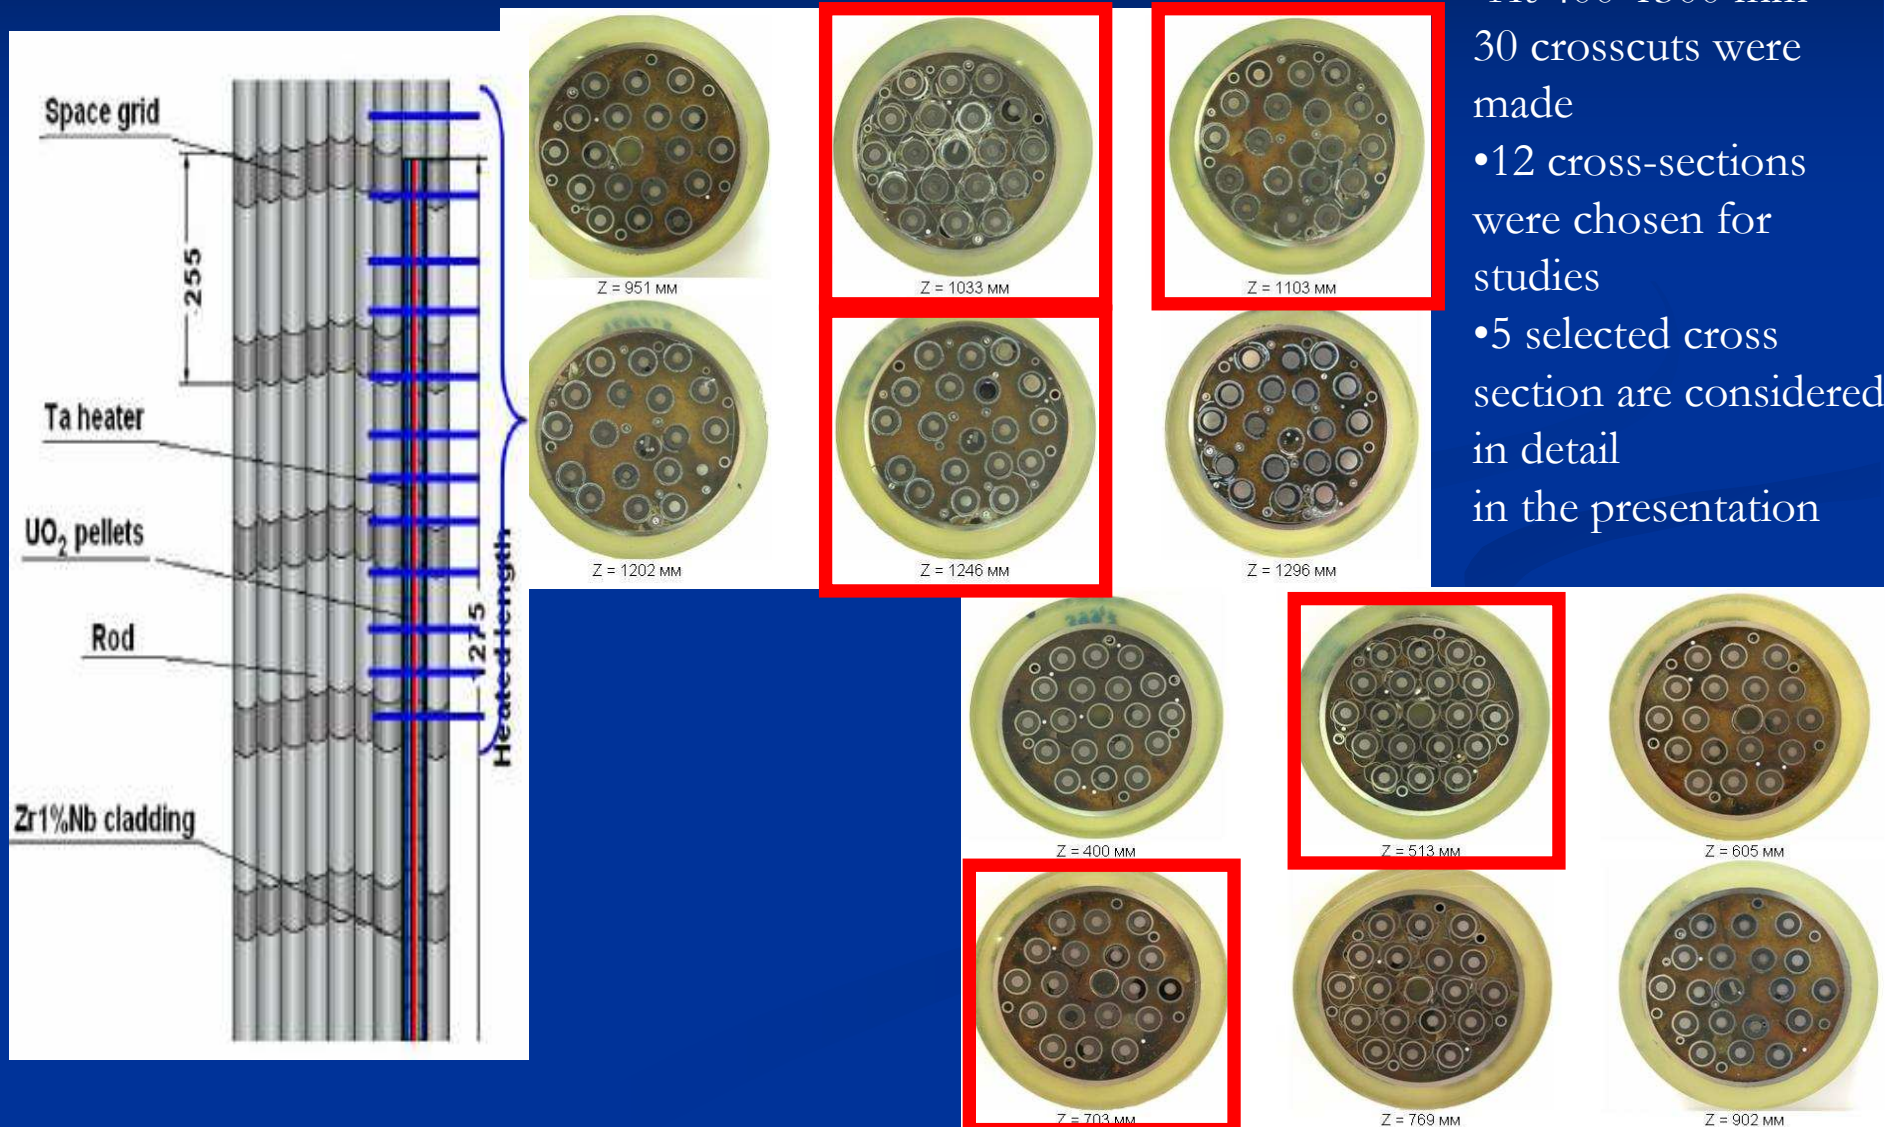 Space grid
255
Ta heater
UO₂ pellets
Rod
Zr1%Nb cladding
1275
Heated length
Z = 951 мм
Z = 1033 мм
Z = 1103 мм
Z = 1202 мм
Z = 1246 мм
Z = 1296 мм
30 crosscuts were
made
•12 cross-sections
were chosen for
studies
•5 selected cross
section are considered
in detail
in the presentation
Z = 400 мм
Z = 513 мм
Z = 605 мм
Z = 703 мм
Z = 769 мм
Z = 902 мм